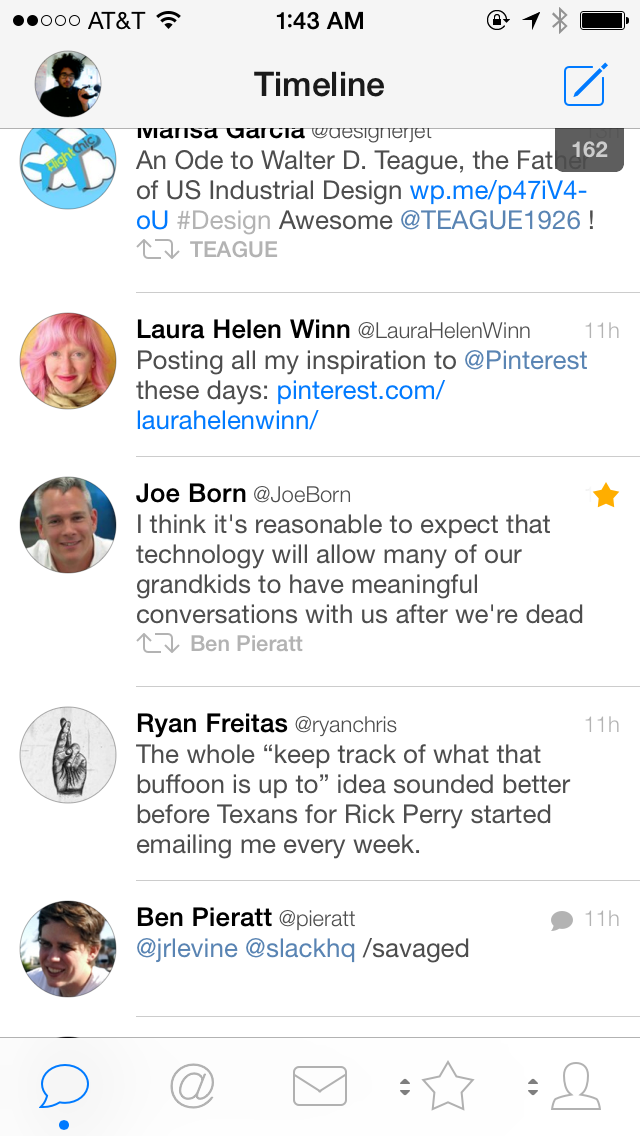 AT&T 1:43 AM
Timeline
Marisa Garcia @designerjet
162
An Ode to Walter D. Teague, the Father
of US Industrial Design wp.me/p47iV4-
oU #Design Awesome @TEAGUE1926 !
TEAGUE
Laura Helen Winn @LauraHelenWinn 11h
Posting all my inspiration to @Pinterest
these days: pinterest.com/
laurahelenwinn/
Joe Born @JoeBorn
I think it's reasonable to expect that
technology will allow many of our
grandkids to have meaningful
conversations with us after we're dead
Ben Pieratt
Ryan Freitas @ryanchris 11h
The whole “keep track of what that
buffoon is up to” idea sounded better
before Texans for Rick Perry started
emailing me every week.
Ben Pieratt @pieratt 11h
@jrlevine @slackhq /savaged
@